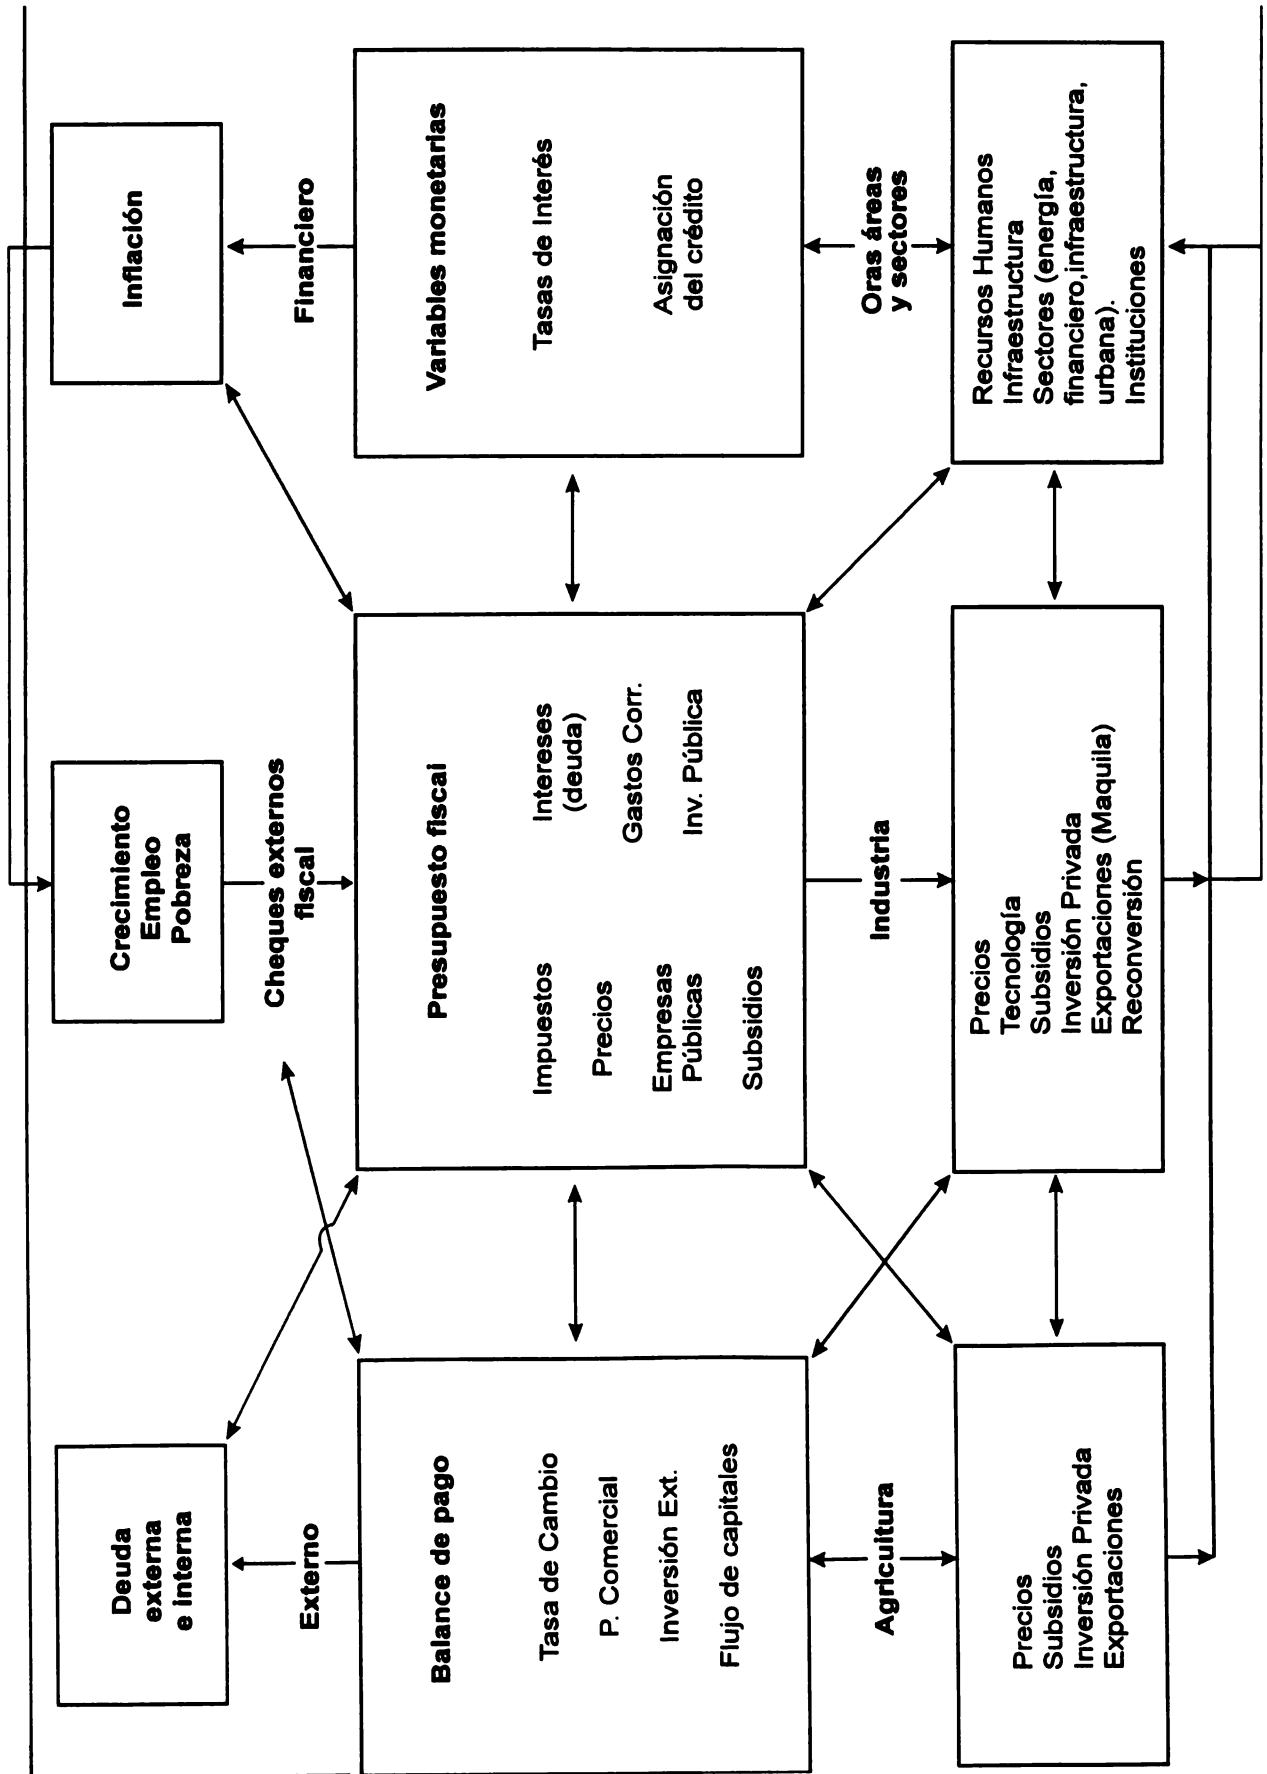 Deuda
externa
e interna
Crecimiento
Empleo
Pobreza
Inflación
Externo
Cheques externos
fiscal
Financiero
Balance de pago
Tasa de Cambio
P. Comercial
Inversión Ext.
Flujo de capitales
Presupuesto fiscal
Impuestos
Precios
Empresas
Públicas
Subsidios
Intereses
(deuda)
Gastos Corr.
Inv. Pública
Variables monetarias
Tasas de Interés
Asignación
del crédito
Agricultura
Industria
Oras áreas
y sectores
Precios
Subsidios
Inversión Privada
Exportaciones
Precios
Tecnología
Subsidios
Inversión Privada
Exportaciones (Maquila)
Reconversión
Recursos Humanos
Infraestructura
Sectores (energía,
financiero,infraestructura,
urbana).
Instituciones